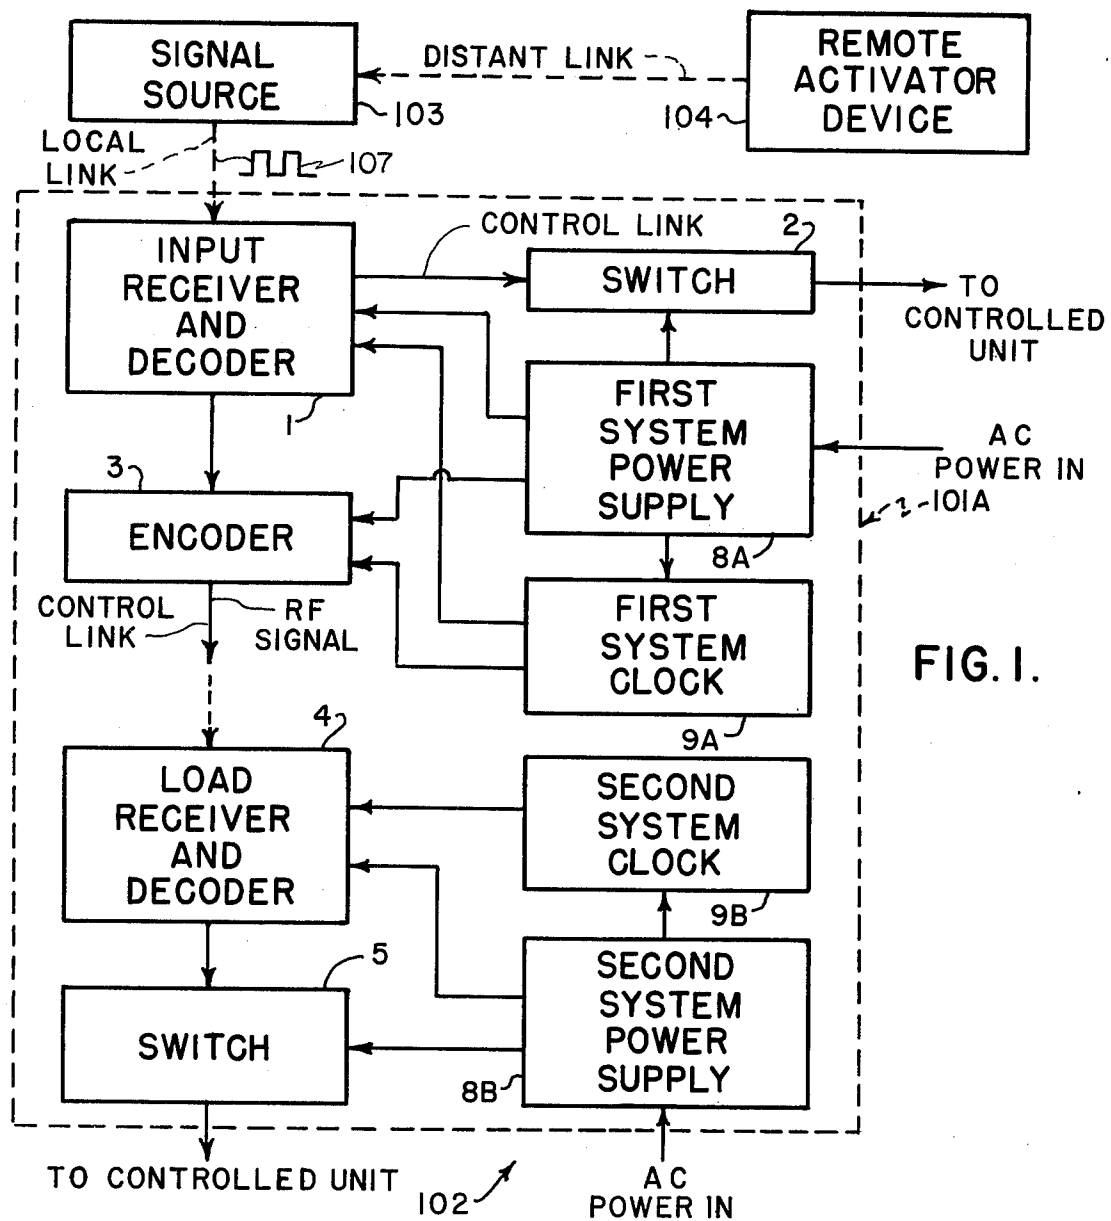 SIGNAL
SOURCE
103
DISTANT LINK
REMOTE
ACTIVATOR
DEVICE
104
LOCAL
LINK
107
INPUT
RECEIVER
AND
DECODER
1
CONTROL LINK
2
SWITCH
TO
CONTROLLED
UNIT
FIRST
SYSTEM
POWER
SUPPLY
8A
AC
POWER IN
101A
3
ENCODER
CONTROL
LINK
RF
SIGNAL
FIRST
SYSTEM
CLOCK
9A
FIG. 1.
4
LOAD
RECEIVER
AND
DECODER
SECOND
SYSTEM
CLOCK
9B
5
SWITCH
SECOND
SYSTEM
POWER
SUPPLY
8B
TO CONTROLLED UNIT
102
AC
POWER IN